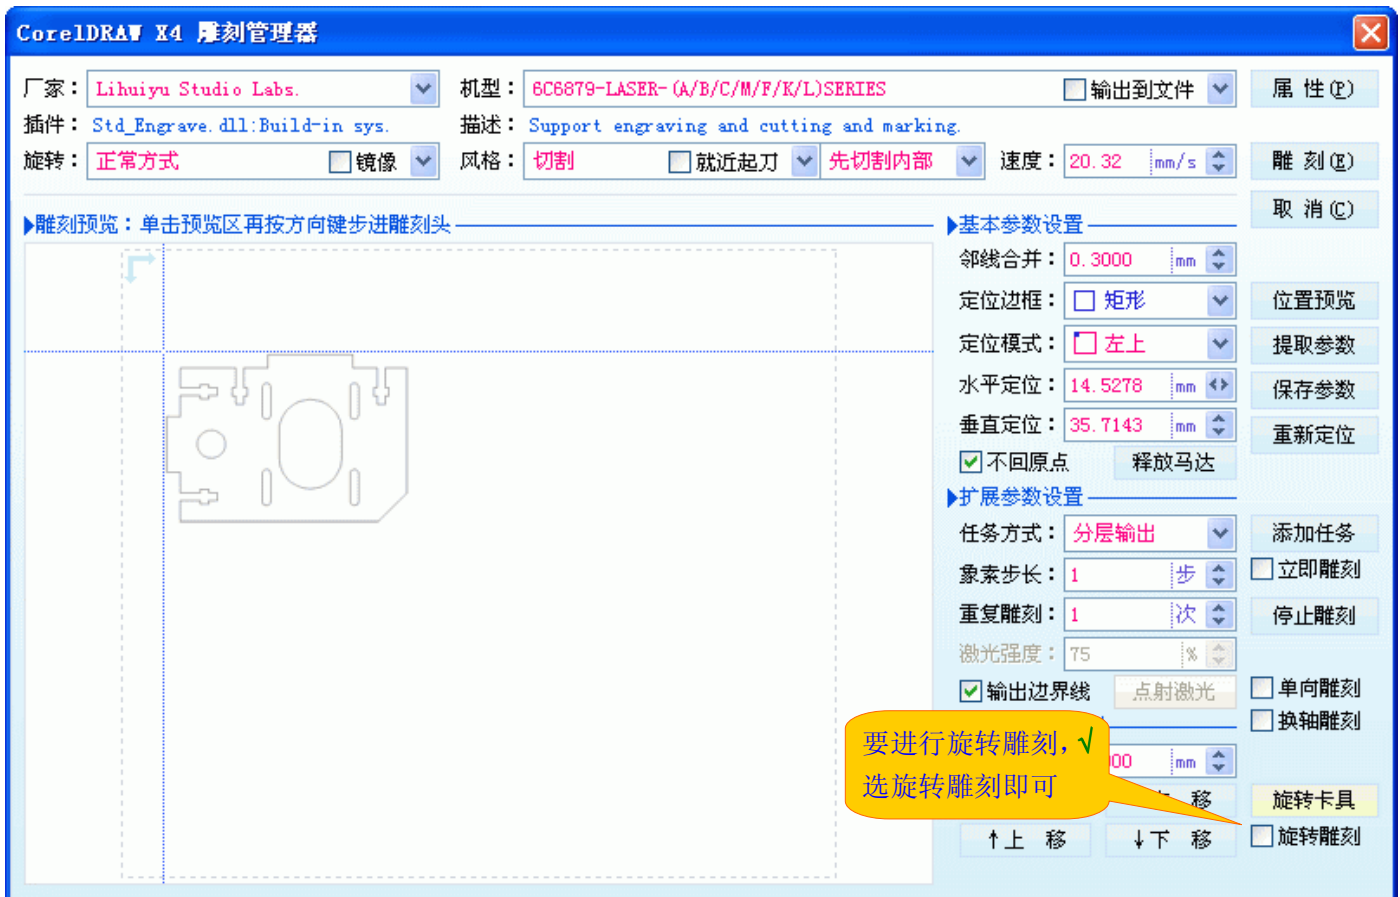 CorelDRAW X4 雕刻管理器
厂家： Lihuiyu Studio Labs. 机型： 6C6879-LASER-(A/B/C/M/F/K/L)SERIES 输出到文件 属 性(P)
插件： Std_Engrave.dll:Build-in sys. 描述： Support engraving and cutting and marking.
旋转： 正常方式 镜像 风格： 切割 就近起刀 先切割内部 速度： 20.32 mm/s 雕 刻(E)
取 消(C)
雕刻预览：单击预览区再按方向键步进雕刻头 基本参数设置
邻线合并： 0.3000 mm
定位边框： 矩形 位置预览
定位模式： 左上 提取参数
水平定位： 14.5278 mm 保存参数
垂直定位： 35.7143 mm 重新定位
不回原点 释放马达
扩展参数设置
任务方式： 分层输出 添加任务
象素步长： 1 步 立即雕刻
重复雕刻： 1 次 停止雕刻
激光强度： 75 %
输出边界线 点射激光 单向雕刻
换轴雕刻
要进行旋转雕刻，√
选旋转雕刻即可
00 mm
移 旋转卡具
↑上 移 ↓下 移 旋转雕刻